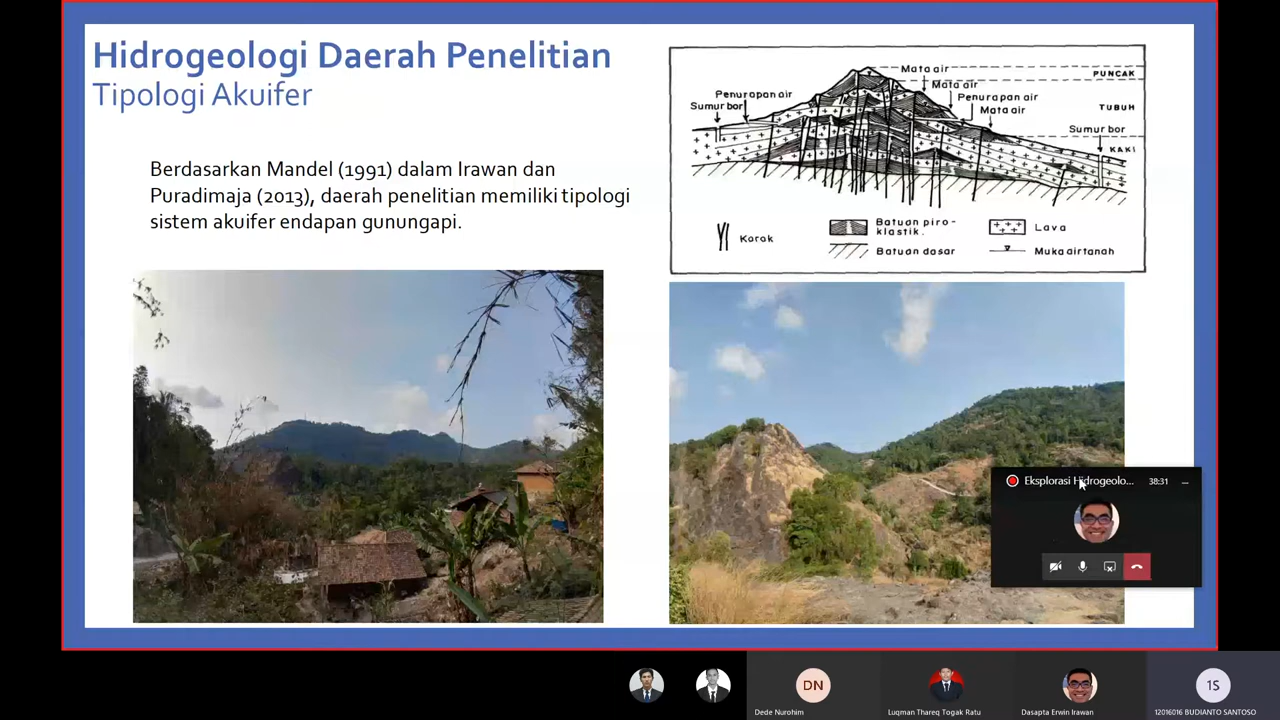 Hidrogeologi Daerah Penelitian
Tipologi Akuifer
Berdasarkan Mandel (1991) dalam Irawan dan
Puradimaja (2013), daerah penelitian memiliki tipologi
sistem akuifer endapan gunungapi.
Mata air
PUNCAK
Mata air
Penurapan air
Penurapan air
Sumur bor
TUBUH
Mata air
Sumur bor
KAKI
Karak
Batuan piro-
klastik.
Lava
Batuan dasar
Muka airtanah
Eksplorasi Hidrogeolo...
38:31
DN
1S
Dede Nurohim
Luqman Thareq Togak Ratu
Dasapta Erwin Irawan
12016016 BUDIANTO SANTOSO